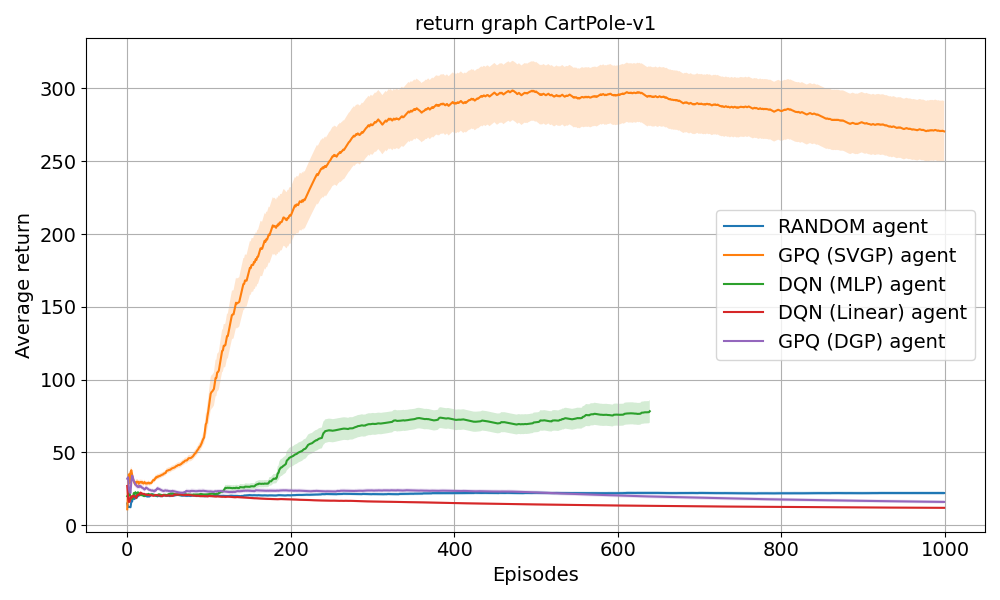 return graph CartPole-v1
Average return
300
250
200
150
100
50
0
RANDOM agent
GPQ (SVGP) agent
DQN (MLP) agent
DQN (Linear) agent
GPQ (DGP) agent
0 200 400 600 800 1000
Episodes